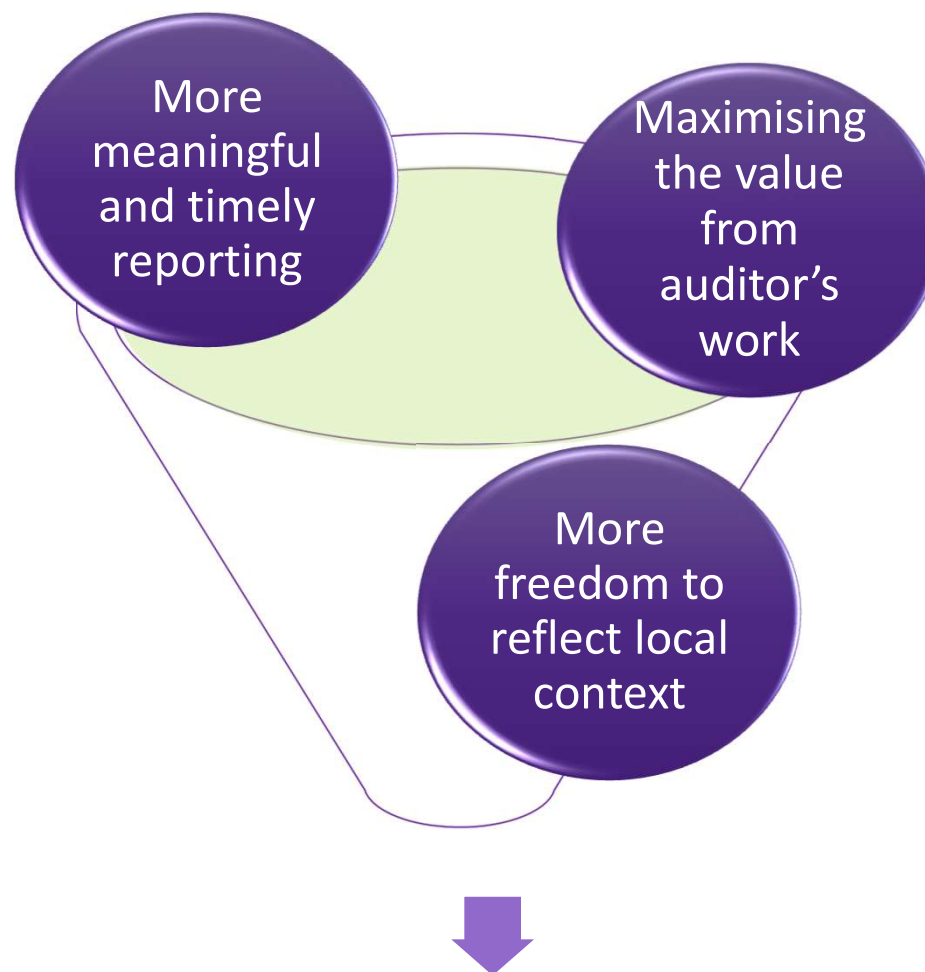 More
meaningful
and timely
reporting
Maximising
the value
from
auditor’s
work
More
freedom to
reflect local
context